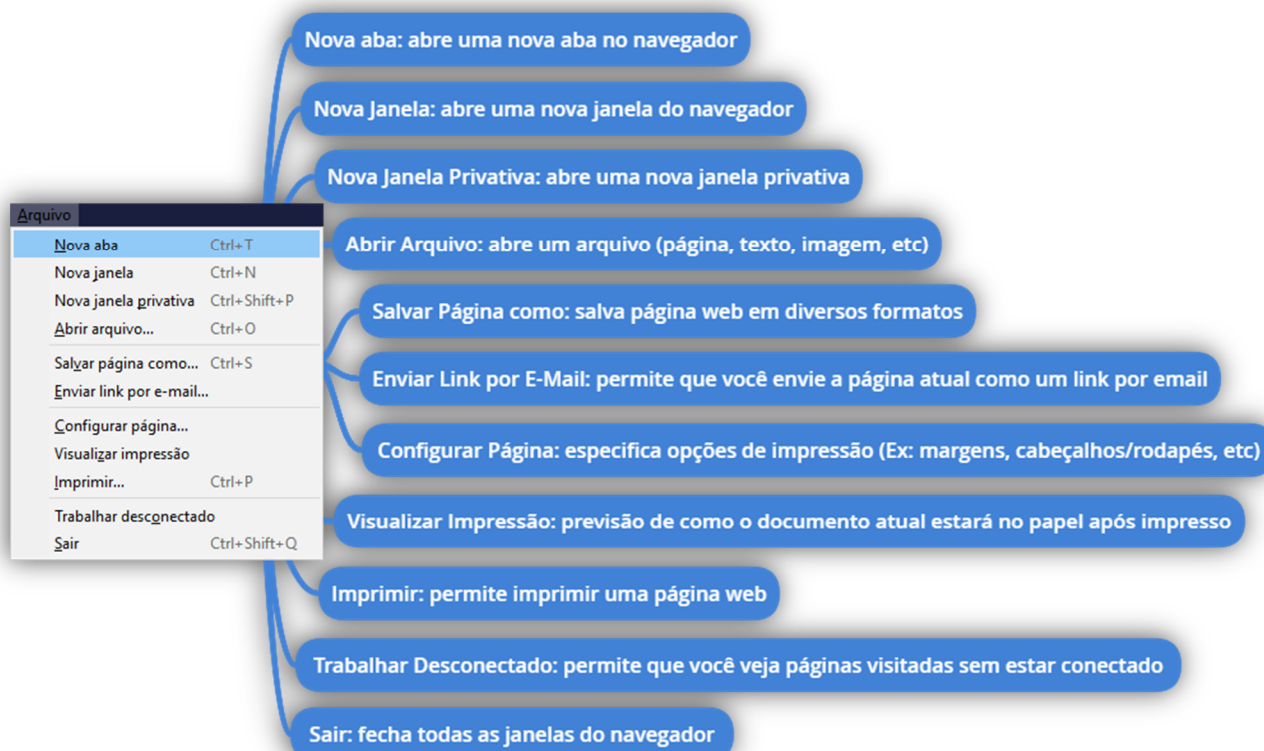 Nova aba: abre uma nova aba no navegador
Nova Janela: abre uma nova janela do navegador
Nova Janela Privativa: abre uma nova janela privativa
Abrir Arquivo: abre um arquivo (página, texto, imagem, etc)
Salvar Página como: salva página web em diversos formatos
Enviar Link por E-Mail: permite que você envie a página atual como um link por email
Configurar Página: especifica opções de impressão (Ex: margens, cabeçalhos/rodapés, etc)
Visualizar Impressão: previsão de como o documento atual estará no papel após impresso
Imprimir: permite imprimir uma página web
Trabalhar Desconectado: permite que você veja páginas visitadas sem estar conectado
Sair: fecha todas as janelas do navegador
Arquivo
Nova aba Ctrl+T
Nova janela Ctrl+N
Nova janela privativa Ctrl+Shift+P
Abrir arquivo... Ctrl+O
Salvar página como... Ctrl+S
Enviar link por e-mail...
Configurar página...
Visualizar impressão
Imprimir... Ctrl+P
Trabalhar desconectado
Sair Ctrl+Shift+Q